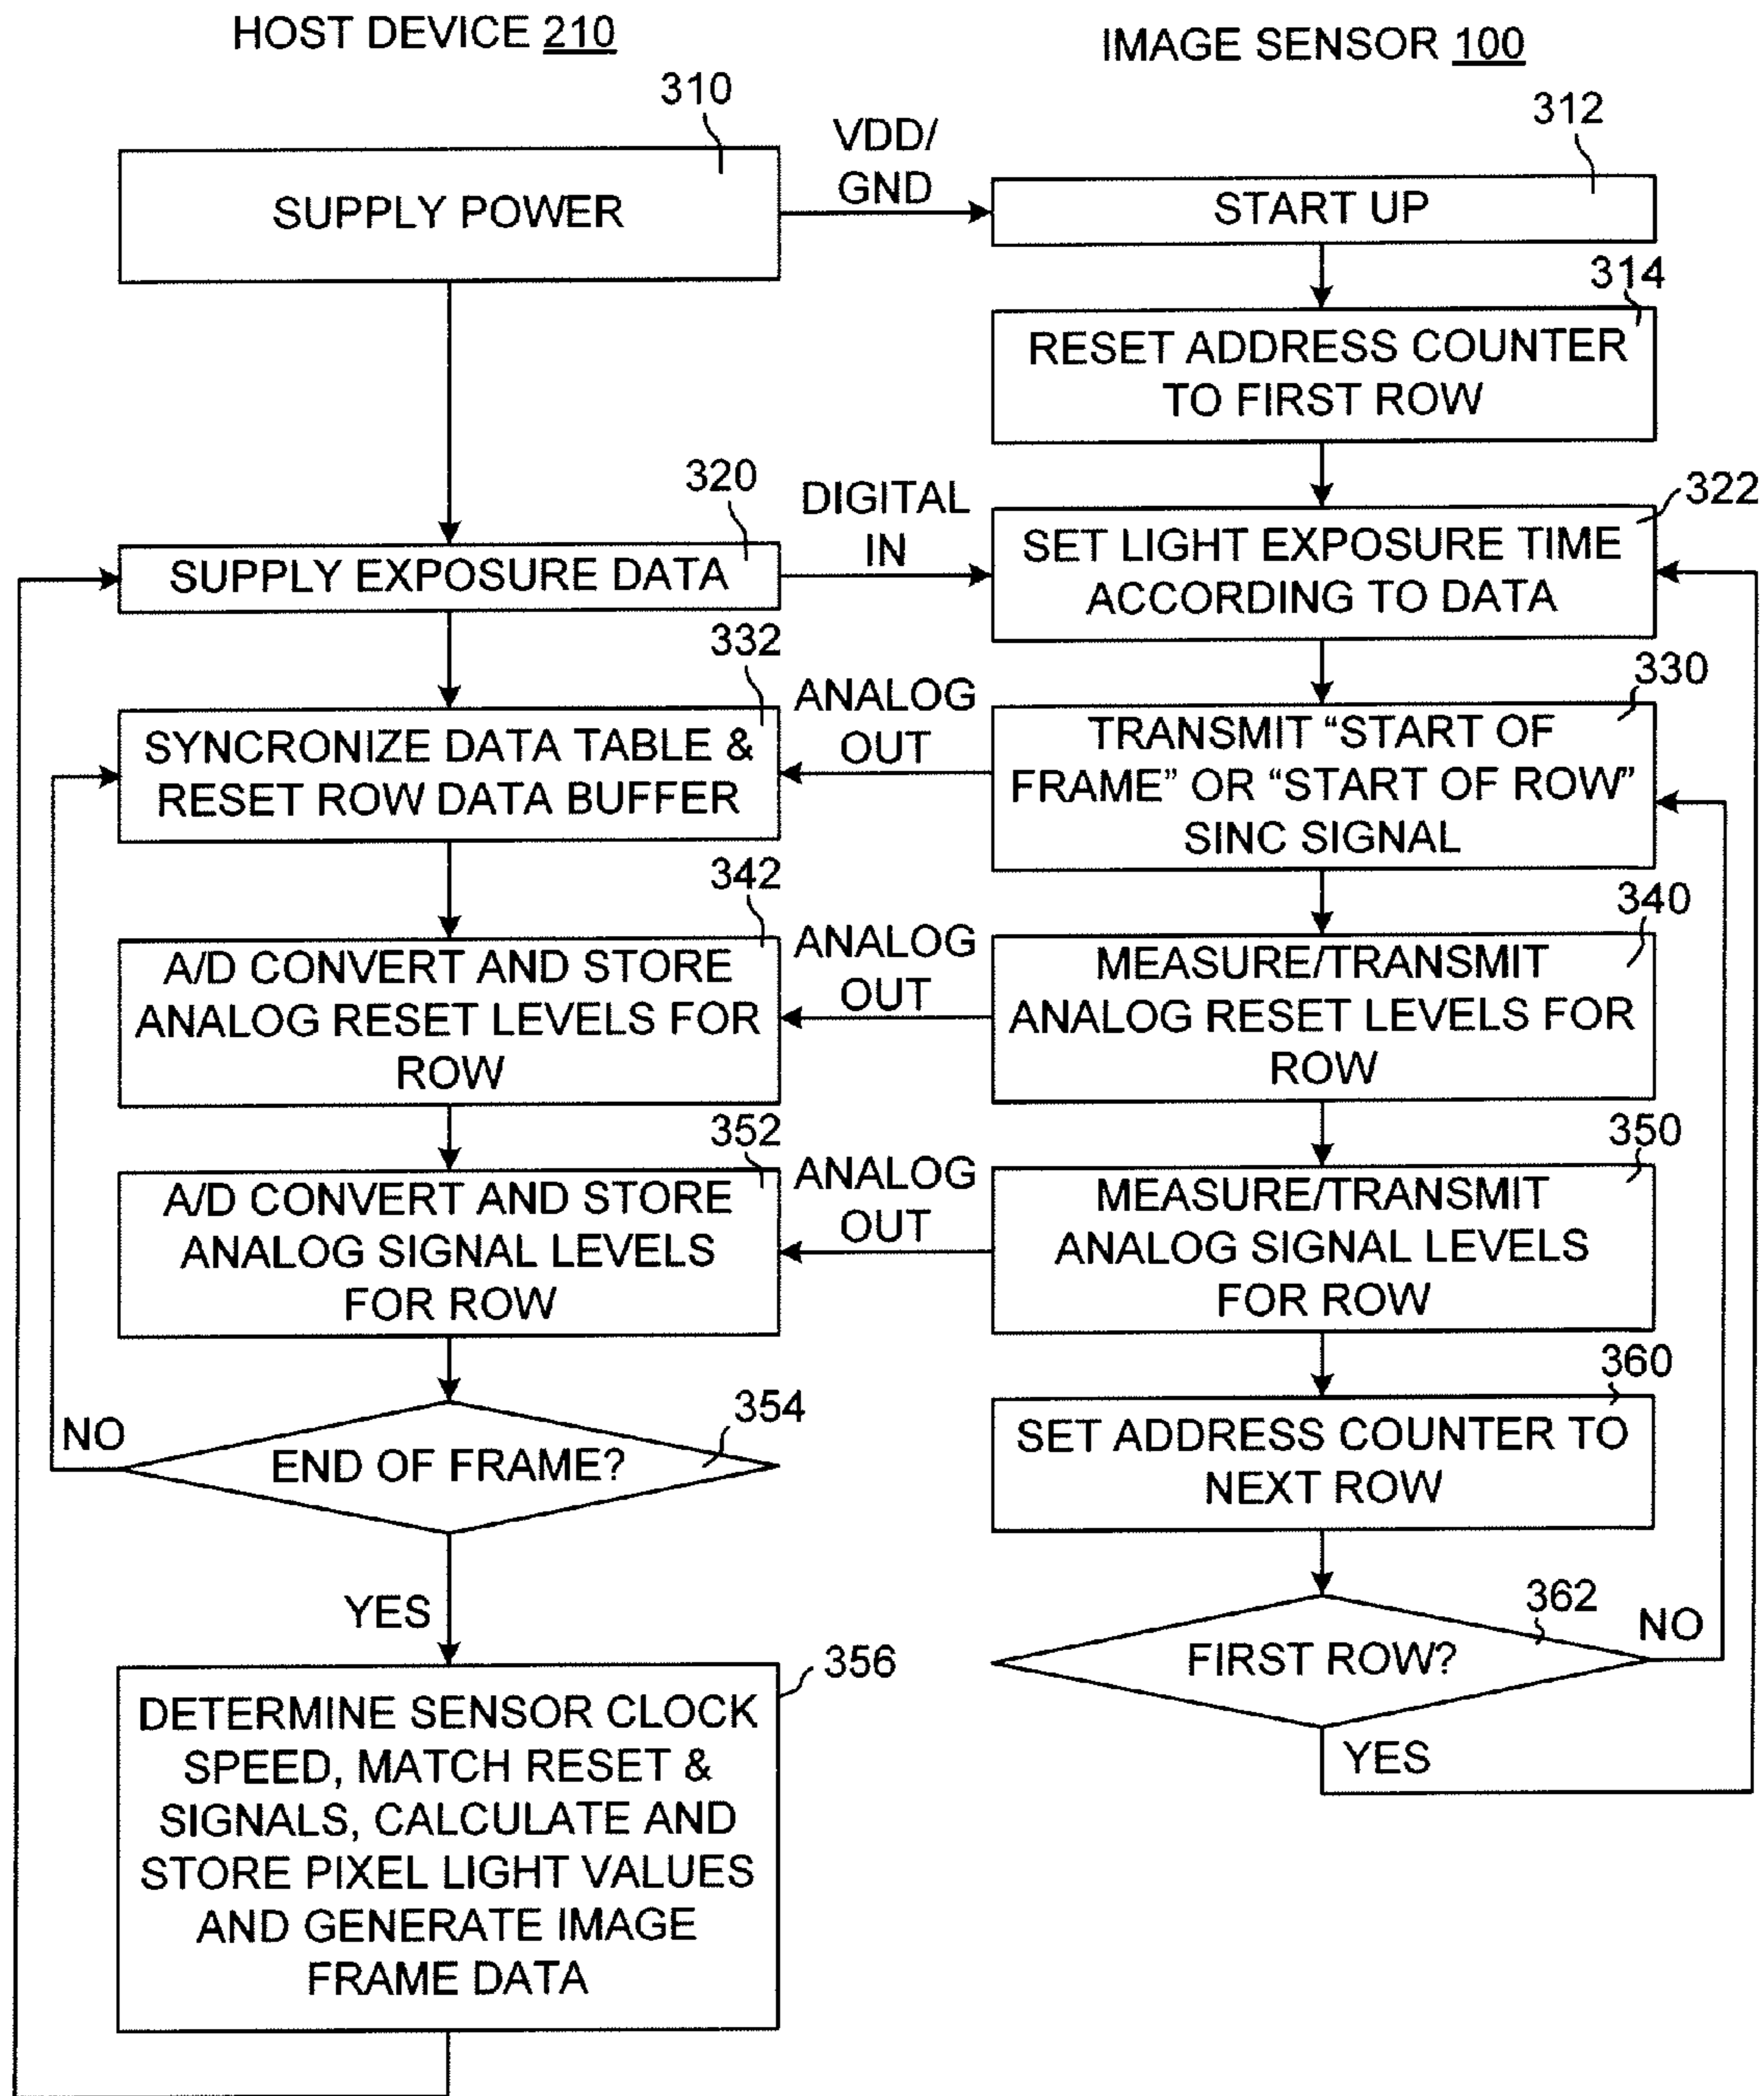 HOST DEVICE 210
IMAGE SENSOR 100
310
VDD/
GND
312
SUPPLY POWER
START UP
314
RESET ADDRESS COUNTER
TO FIRST ROW
320
DIGITAL
IN
322
SUPPLY EXPOSURE DATA
SET LIGHT EXPOSURE TIME
ACCORDING TO DATA
332
ANALOG
OUT
330
SYNCRONIZE DATA TABLE &
RESET ROW DATA BUFFER
TRANSMIT “START OF
FRAME” OR “START OF ROW”
SINC SIGNAL
342
ANALOG
OUT
340
A/D CONVERT AND STORE
ANALOG RESET LEVELS FOR
ROW
MEASURE/TRANSMIT
ANALOG RESET LEVELS FOR
ROW
352
ANALOG
OUT
350
A/D CONVERT AND STORE
ANALOG SIGNAL LEVELS
FOR ROW
MEASURE/TRANSMIT
ANALOG SIGNAL LEVELS
FOR ROW
360
SET ADDRESS COUNTER TO
NEXT ROW
354
NO
END OF FRAME?
YES
362
NO
FIRST ROW?
YES
356
DETERMINE SENSOR CLOCK
SPEED, MATCH RESET &
SIGNALS, CALCULATE AND
STORE PIXEL LIGHT VALUES
AND GENERATE IMAGE
FRAME DATA